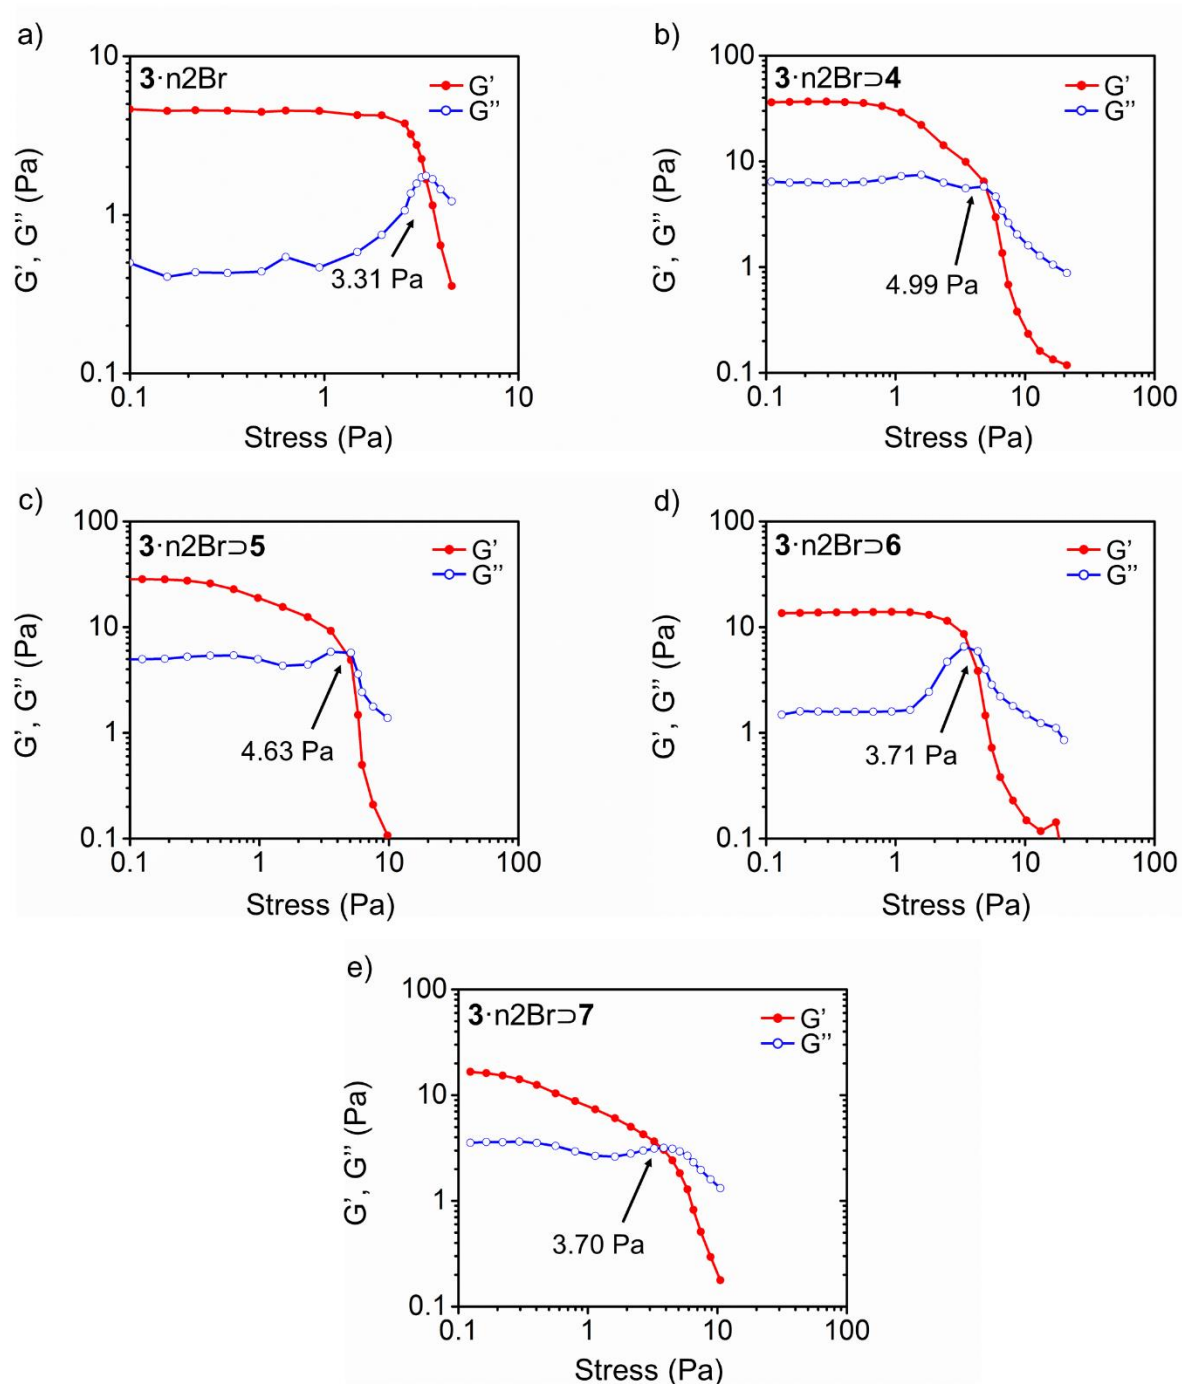 a)
3·n2Br
G’
G’’
10
1
0.1
G’, G’’ (Pa)
3.31 Pa
0.1
1
10
Stress (Pa)
b)
3·n2Br⊃4
G’
G’’
100
10
1
0.1
G’, G’’ (Pa)
4.99 Pa
0.1
1
10
100
Stress (Pa)
c)
3·n2Br⊃5
G’
G’’
100
10
1
0.1
G’, G’’ (Pa)
4.63 Pa
0.1
1
10
100
Stress (Pa)
d)
3·n2Br⊃6
G’
G’’
100
10
1
0.1
G’, G’’ (Pa)
3.71 Pa
0.1
1
10
100
Stress (Pa)
e)
3·n2Br⊃7
G’
G’’
100
10
1
0.1
G’, G’’ (Pa)
3.70 Pa
0.1
1
10
100
Stress (Pa)